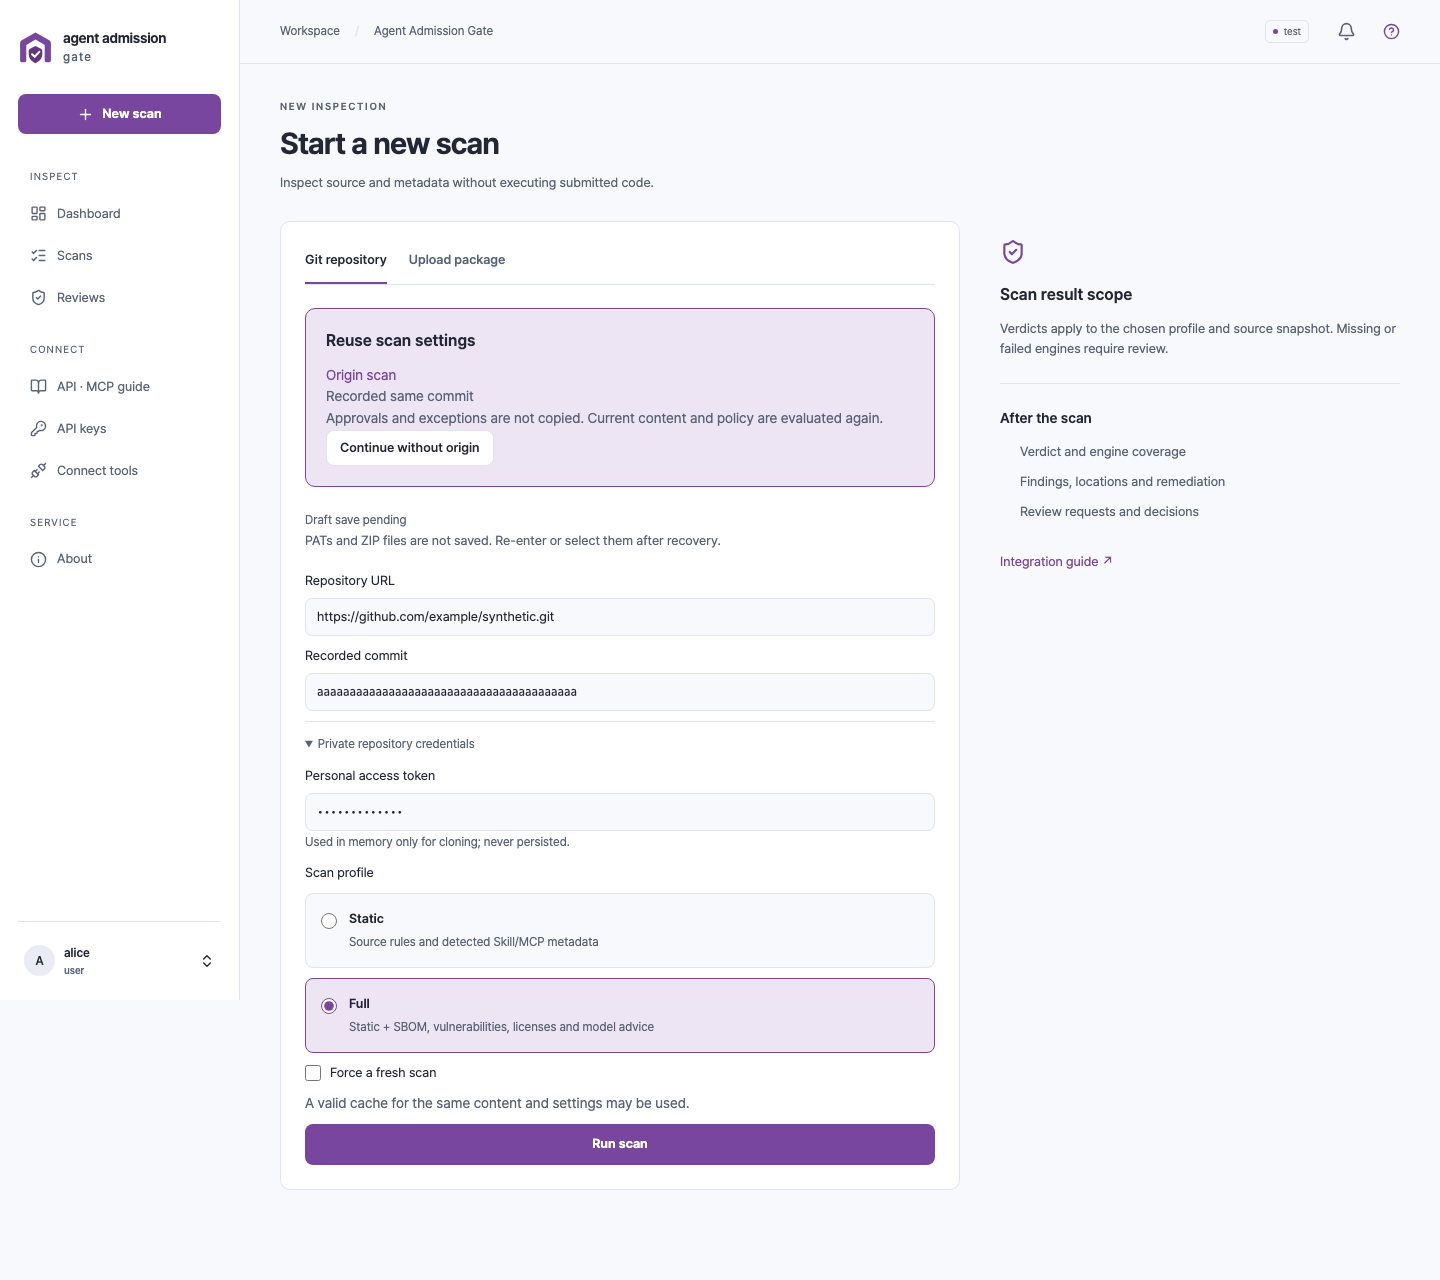 agent admission
gate
New scan
INSPECT
Dashboard
Scans
Reviews
CONNECT
API · MCP guide
API keys
Connect tools
SERVICE
About
A
alice
user
Workspace / Agent Admission Gate
test
NEW INSPECTION
Start a new scan
Inspect source and metadata without executing submitted code.
Git repository
Upload package
Reuse scan settings
Origin scan
Recorded same commit
Approvals and exceptions are not copied. Current content and policy are evaluated again.
Continue without origin
Draft save pending
PATs and ZIP files are not saved. Re-enter or select them after recovery.
Repository URL
https://github.com/example/synthetic.git
Recorded commit
aaaaaaaaaaaaaaaaaaaaaaaaaaaaaaaaaaaaaaaa
Private repository credentials
Personal access token
•••••••••••••
Used in memory only for cloning; never persisted.
Scan profile
Static
Source rules and detected Skill/MCP metadata
Full
Static + SBOM, vulnerabilities, licenses and model advice
Force a fresh scan
A valid cache for the same content and settings may be used.
Run scan
Scan result scope
Verdicts apply to the chosen profile and source snapshot. Missing or
failed engines require review.
After the scan
Verdict and engine coverage
Findings, locations and remediation
Review requests and decisions
Integration guide ↗